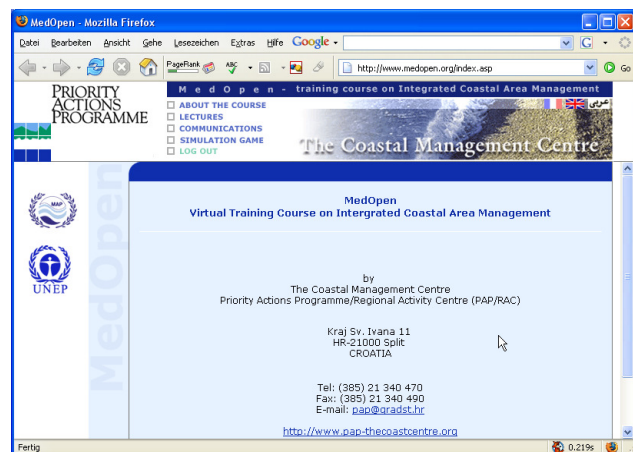 MedOpen - Mozilla Firefox
Datei Bearbeiten Ansicht Gehe Lesezeichen Extras Hilfe Google
PageRank ABC http://www.medopen.org/index.asp Go
PRIORITY
ACTIONS
PROGRAMME
MedOpen - training course on Integrated Coastal Area Management
ABOUT THE COURSE
LECTURES
COMMUNICATIONS
SIMULATION GAME
LOG OUT
عربي
The Coastal Management Centre
MedOpen
MAP
UNEP
MedOpen
Virtual Training Course on Intergrated Coastal Area Management
by
The Coastal Management Centre
Priority Actions Programme/Regional Activity Centre (PAP/RAC)
Kraj Sv. Ivana 11
HR-21000 Split
CROATIA
Tel: (385) 21 340 470
Fax: (385) 21 340 490
E-mail: pap@gradst.hr
http://www.pap-thecoastcentre.org
Fertig 0.219s